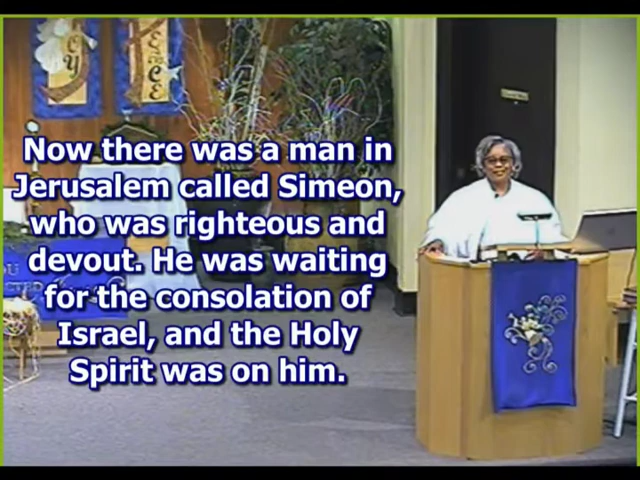 Now there was a man in
Jerusalem called Simeon,
who was righteous and
devout. He was waiting
for the consolation of
Israel, and the Holy
Spirit was on him.